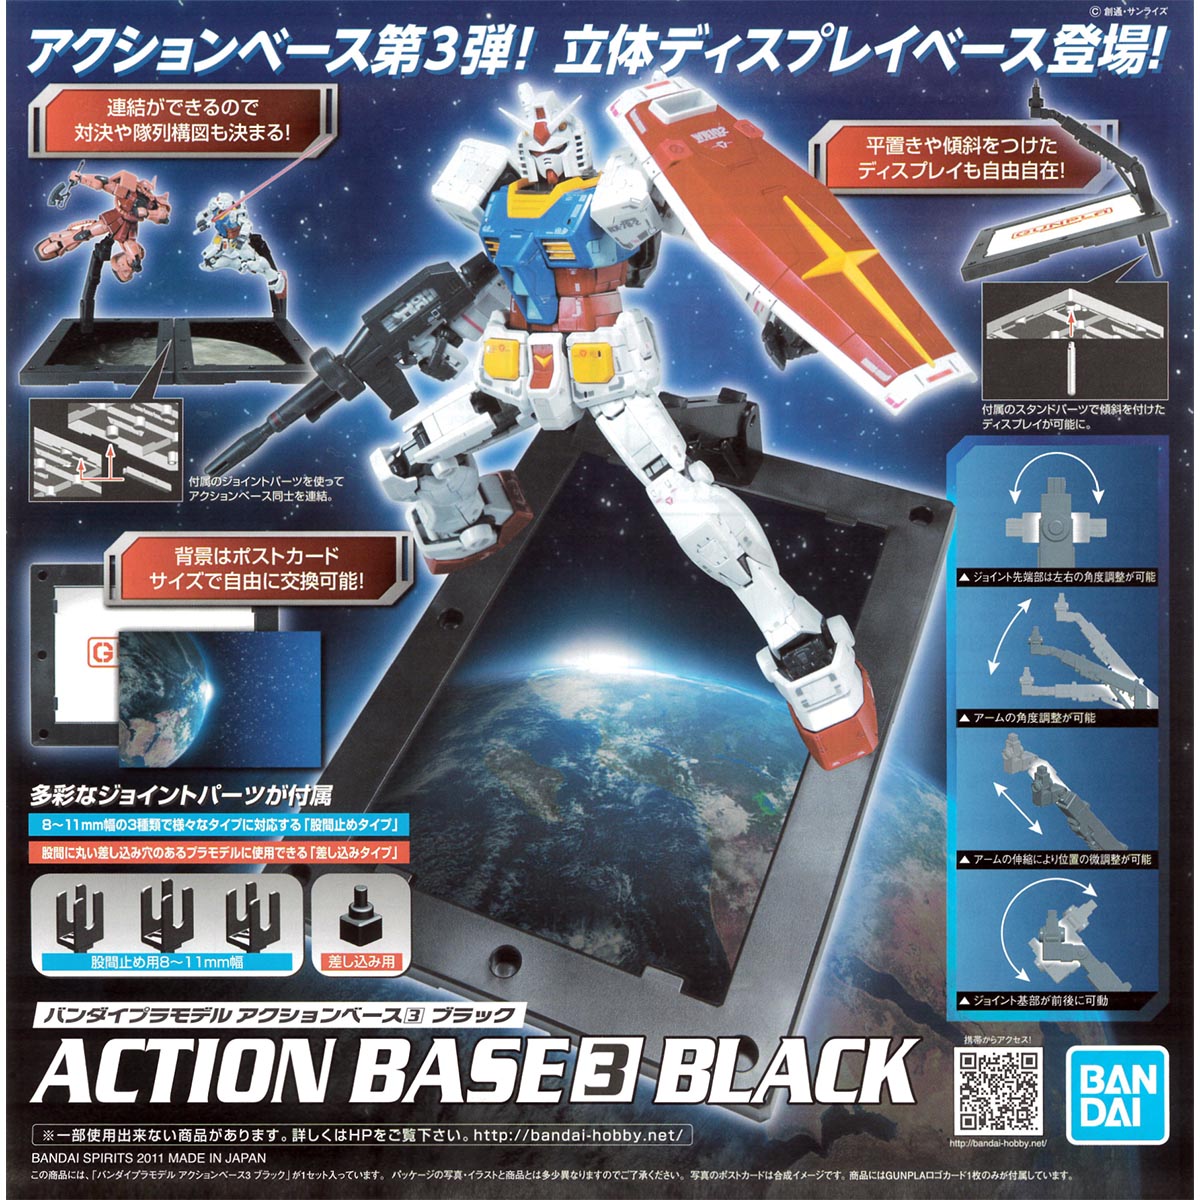 © 創通・サンライズ
アクションベース第3弾! 立体ディスプレイベース登場!
連結ができるので
対決や隊列構図も決まる!
平置きや傾斜をつけた
ディスプレイも自由自在!
GUNPLA
付属のスタンドパーツで傾斜を付けた
ディスプレイが可能に。
付属のジョイントパーツを使って
アクションベース同士を連結。
背景はポストカード
サイズで自由に交換可能!
G
▲ ジョイント先端部は左右の角度調整が可能
▲ アームの角度調整が可能
▲ アームの伸縮により位置の微調整が可能
▲ ジョイント基部が前後に可動
多彩なジョイントパーツが付属
8〜11mm幅の3種類で様々なタイプに対応する「股間止めタイプ」
股間に丸い差し込み穴のあるプラモデルに使用できる「差し込みタイプ」
股間止め用8〜11mm幅
差し込み用
バンダイプラモデル アクションベース3 ブラック
ACTION BASE 3 BLACK
携帯からアクセス!
http://bandai-hobby.net/
BAN
DAI
※一部使用出来ない商品があります。詳しくはHPをご覧下さい。http://bandai-hobby.net/
BANDAI SPIRITS 2011 MADE IN JAPAN
この商品には、「バンダイプラモデル アクションベース3 ブラック」が1セット入っています。 パッケージの写真・イラストと商品とは多少異なりますのでご了承ください。 写真のポストカードは合成イメージです。商品にはGUNPLAロゴカード1枚のみが付属しています。